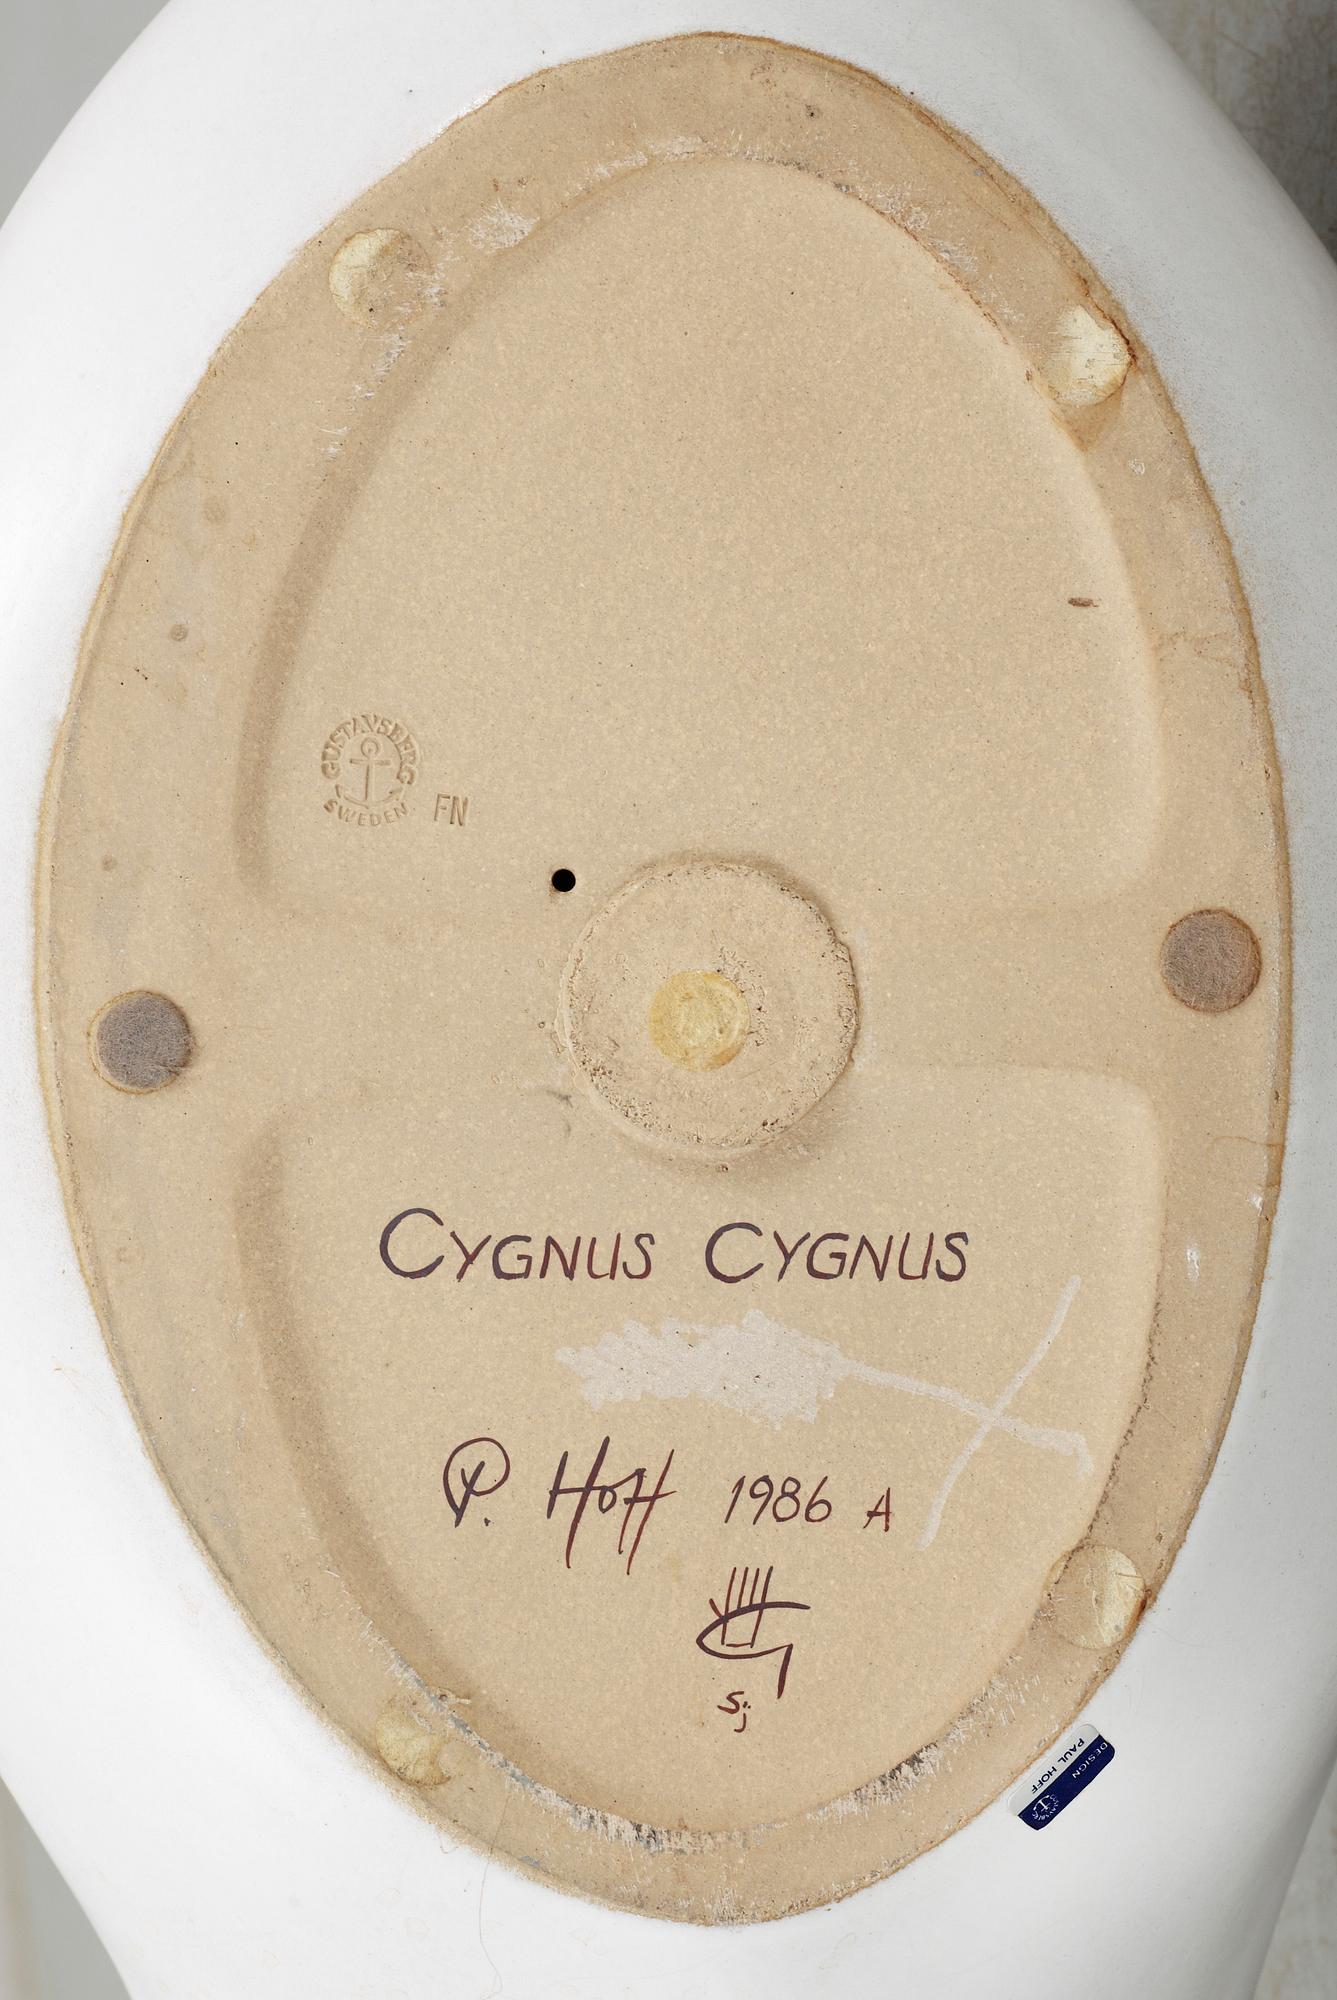 GUSTAVSBERG
SWEDEN
FN
CYGNUS CYGNUS
P. Hoff 1986 A
G
Sj
DESIGN
PAUL HOFF